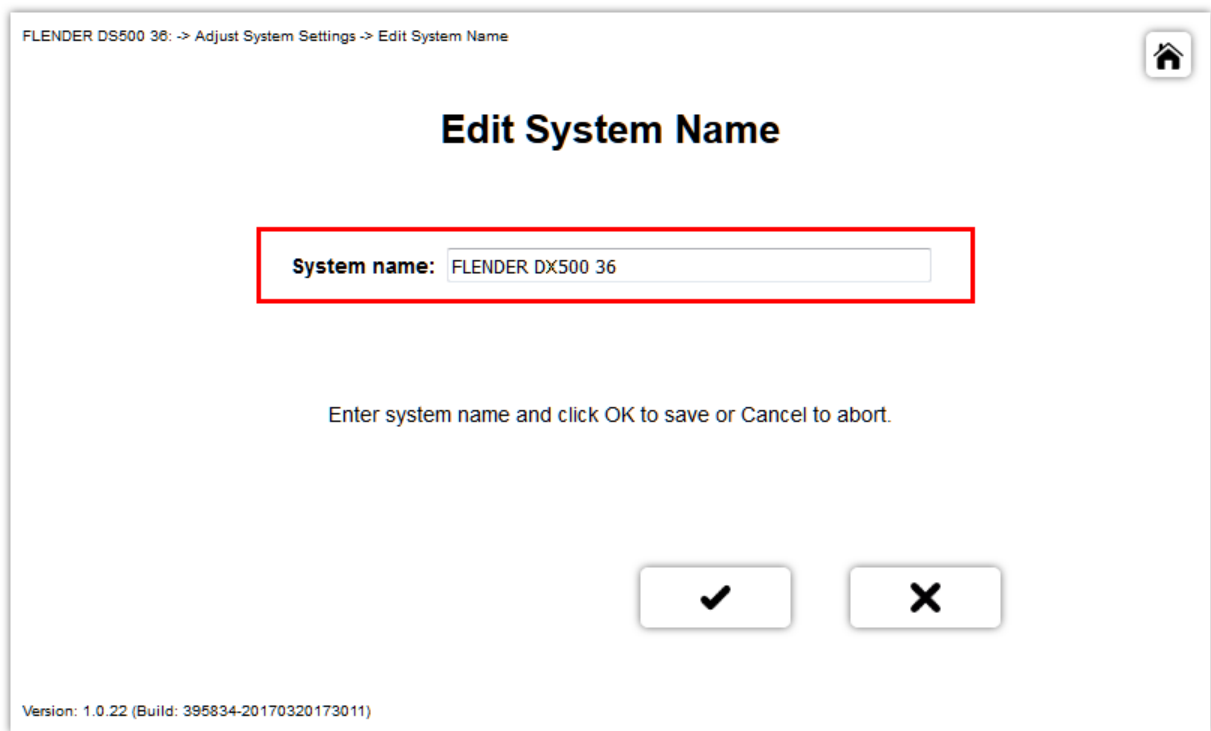 FLENDER DS500 36: -> Adjust System Settings -> Edit System Name
Edit System Name
System name: FLENDER DX500 36
Enter system name and click OK to save or Cancel to abort.
Version: 1.0.22 (Build: 395834-20170320173011)